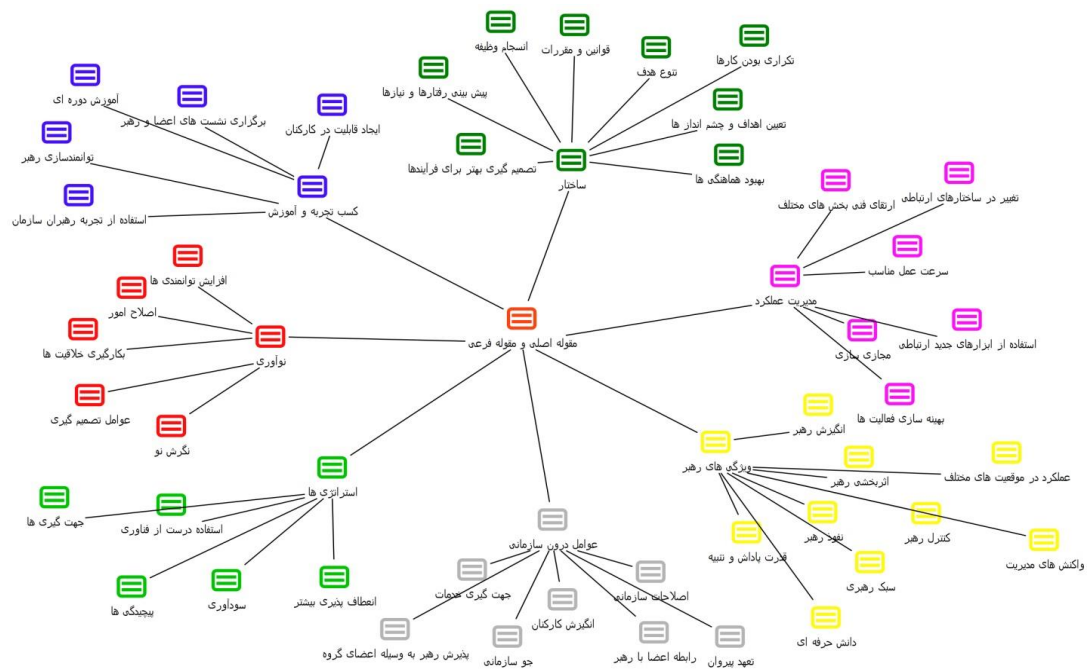 مقوله اصلی و مقوله فرعی
ساختار
تکراری بودن کارها
تنوع هدف
قوانین و مقررات
انسجام وظیفه
پیش بینی رفتارها و نیازها
تصمیم گیری بهتر برای فرآیندها
تعیین اهداف و چشم انداز ها
بهبود هماهنگی ها
کسب تجربه و آموزش
ایجاد قابلیت در کارکنان
برگزاری نشست های اعضا و رهبر
آموزش دوره ای
توانمندسازی رهبر
استفاده از تجربه رهبران سازمان
مدیریت عملکرد
تغییر در ساختارهای ارتباطی
ارتقای فنی بخش های مختلف
سرعت عمل مناسب
استفاده از ابزارهای جدید ارتباطی
مجازی سازی
بهینه سازی فعالیت ها
نوآوری
افزایش توانمندی ها
اصلاح امور
بکارگیری خلاقیت ها
عوامل تصمیم گیری
نگرش نو
ویژگی های رهبر
انگیزش رهبر
اثربخشی رهبر
عملکرد در موقعیت های مختلف
کنترل رهبر
نفوذ رهبر
قدرت پاداش و تنبیه
واکنش های مدیریت
سبک رهبری
دانش حرفه ای
استراتژی ها
جهت گیری ها
استفاده درست از فناوری
پیچیدگی ها
سودآوری
انعطاف پذیری بیشتر
عوامل درون سازمانی
جهت گیری خدمات
اصلاحات سازمانی
انگیزش کارکنان
پذیرش رهبر به وسیله اعضای گروه
جو سازمانی
رابطه اعضا با رهبر
تعهد پیروان